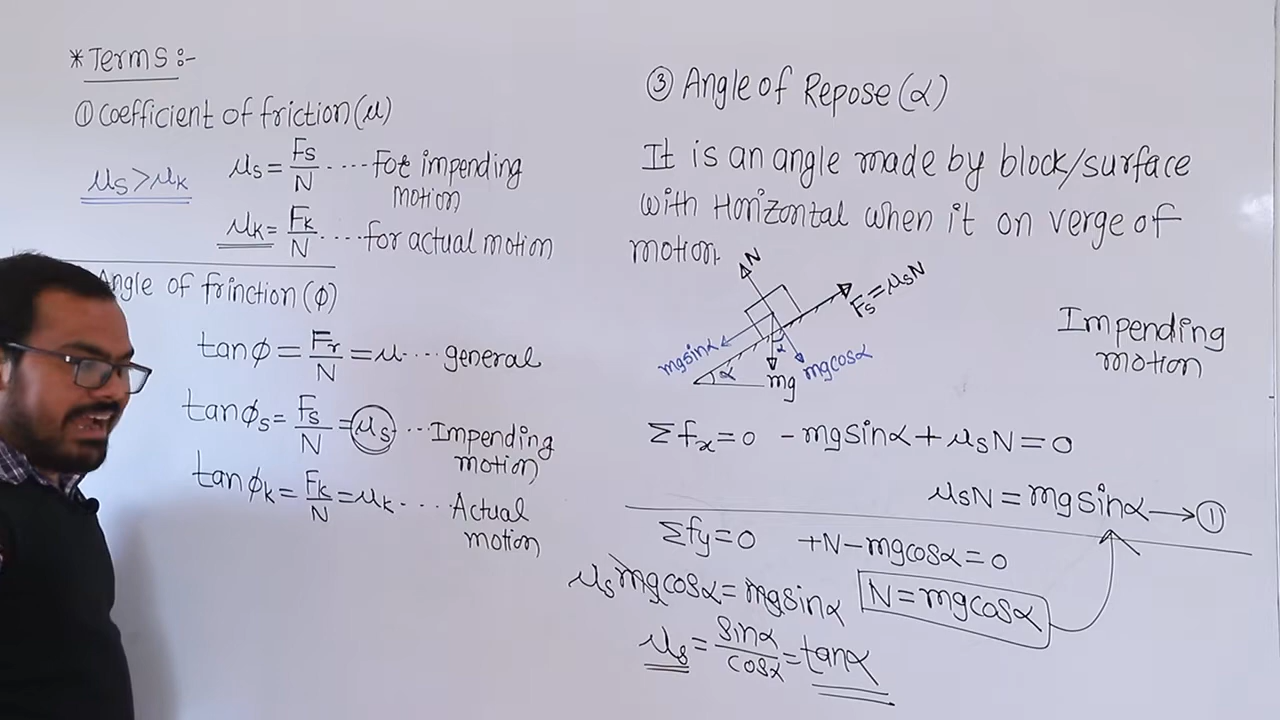 * Terms :-
① Coefficient of friction (μ)
μs > μk
μs = Fs/N ---- For impending
motion
μk = Fk/N .... for actual motion
Angle of frinction (ϕ)
tanϕ = Fr/N = μ .... general
tanϕs = Fs/N = μs ... Impending
motion
tanϕk = Fk/N = μk .... Actual
motion
③ Angle of Repose (α)
It is an angle made by block/surface
with Horizontal when it on verge of
motion.
N
Fs = μsN
mgsinα
α
α
mg
mgcosα
Impending
motion
Σfx = 0 -mgsinα + μsN = 0
μsN = mgsinα → ①
Σfy = 0 +N - mgcosα = 0
μs mgcosα = mgsinα
N = mgcosα
μs = sinα/cosα = tanα